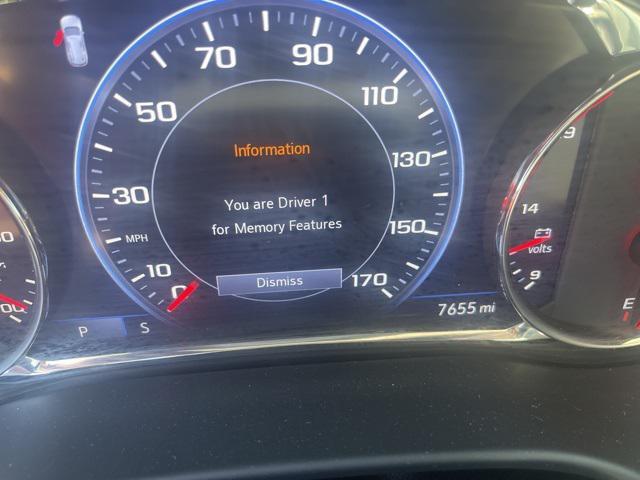 70 90
50 110
Information
30 130
You are Driver 1
for Memory Features
MPH 150
10 170
0
Dismiss
P S
7655 mi
14
volts
9
E